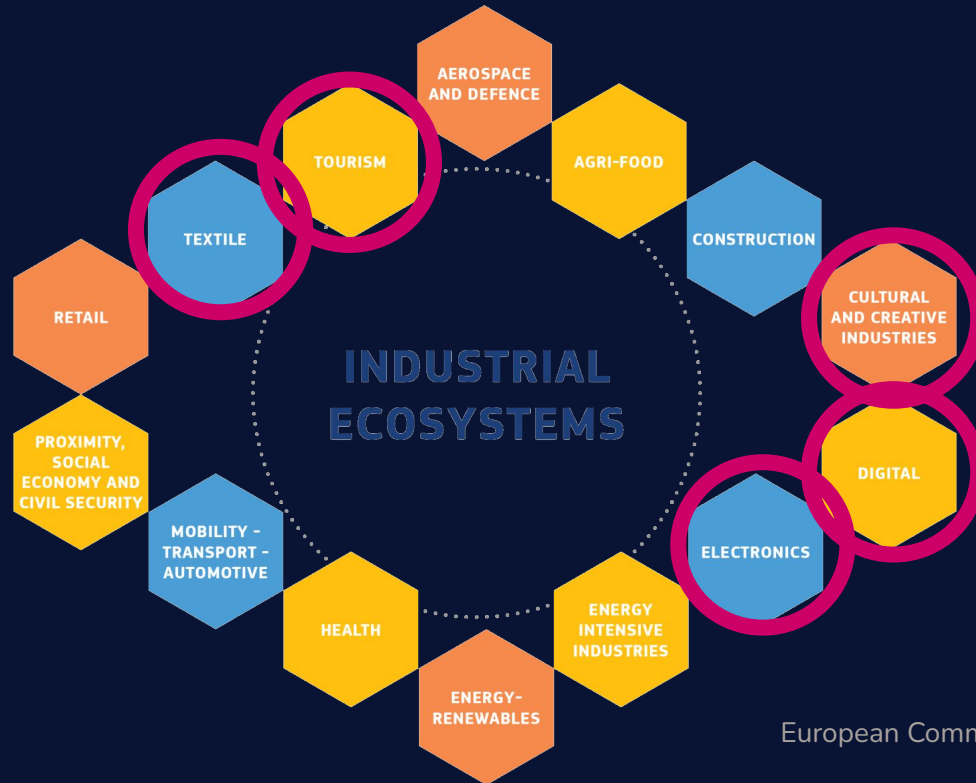 AEROSPACE
AND DEFENCE
TOURISM
AGRI-FOOD
TEXTILE
CONSTRUCTION
RETAIL
CULTURAL
AND CREATIVE
INDUSTRIES
INDUSTRIAL
ECOSYSTEMS
PROXIMITY,
SOCIAL
ECONOMY AND
CIVIL SECURITY
DIGITAL
MOBILITY -
TRANSPORT -
AUTOMOTIVE
ELECTRONICS
HEALTH
ENERGY
INTENSIVE
INDUSTRIES
ENERGY-
RENEWABLES
European Comm